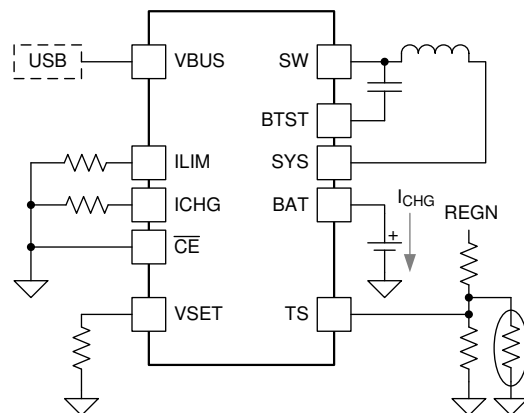 USB
VBUS
SW
BTST
ILIM
SYS
ICHG
BAT
ICHG
REGN
CE
+
VSET
TS